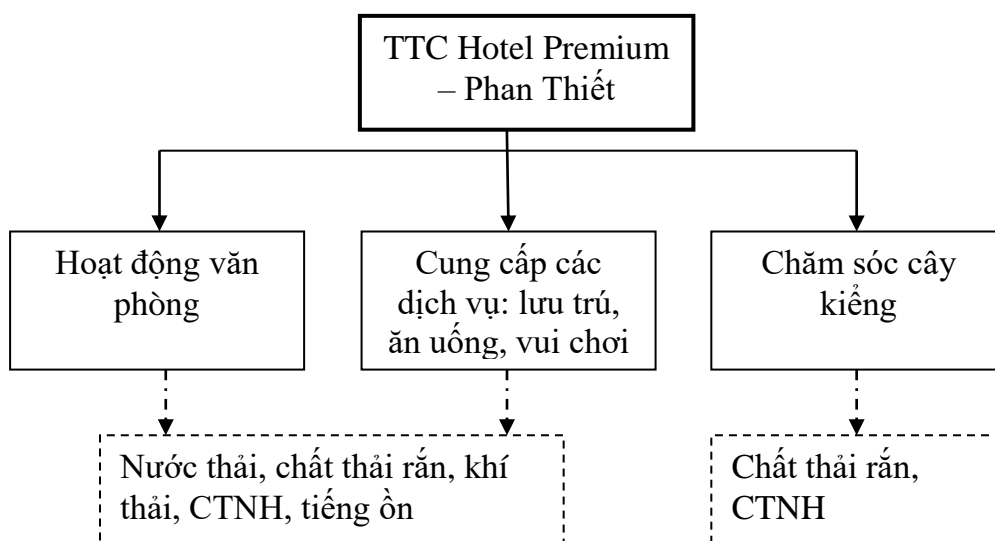 TTC Hotel Premium
– Phan Thiết
Hoạt động văn
phòng
Cung cấp các
dịch vụ: lưu trú,
ăn uống, vui chơi
Chăm sóc cây
kiểng
Nước thải, chất thải rắn, khí
thải, CTNH, tiếng ồn
Chất thải rắn,
CTNH